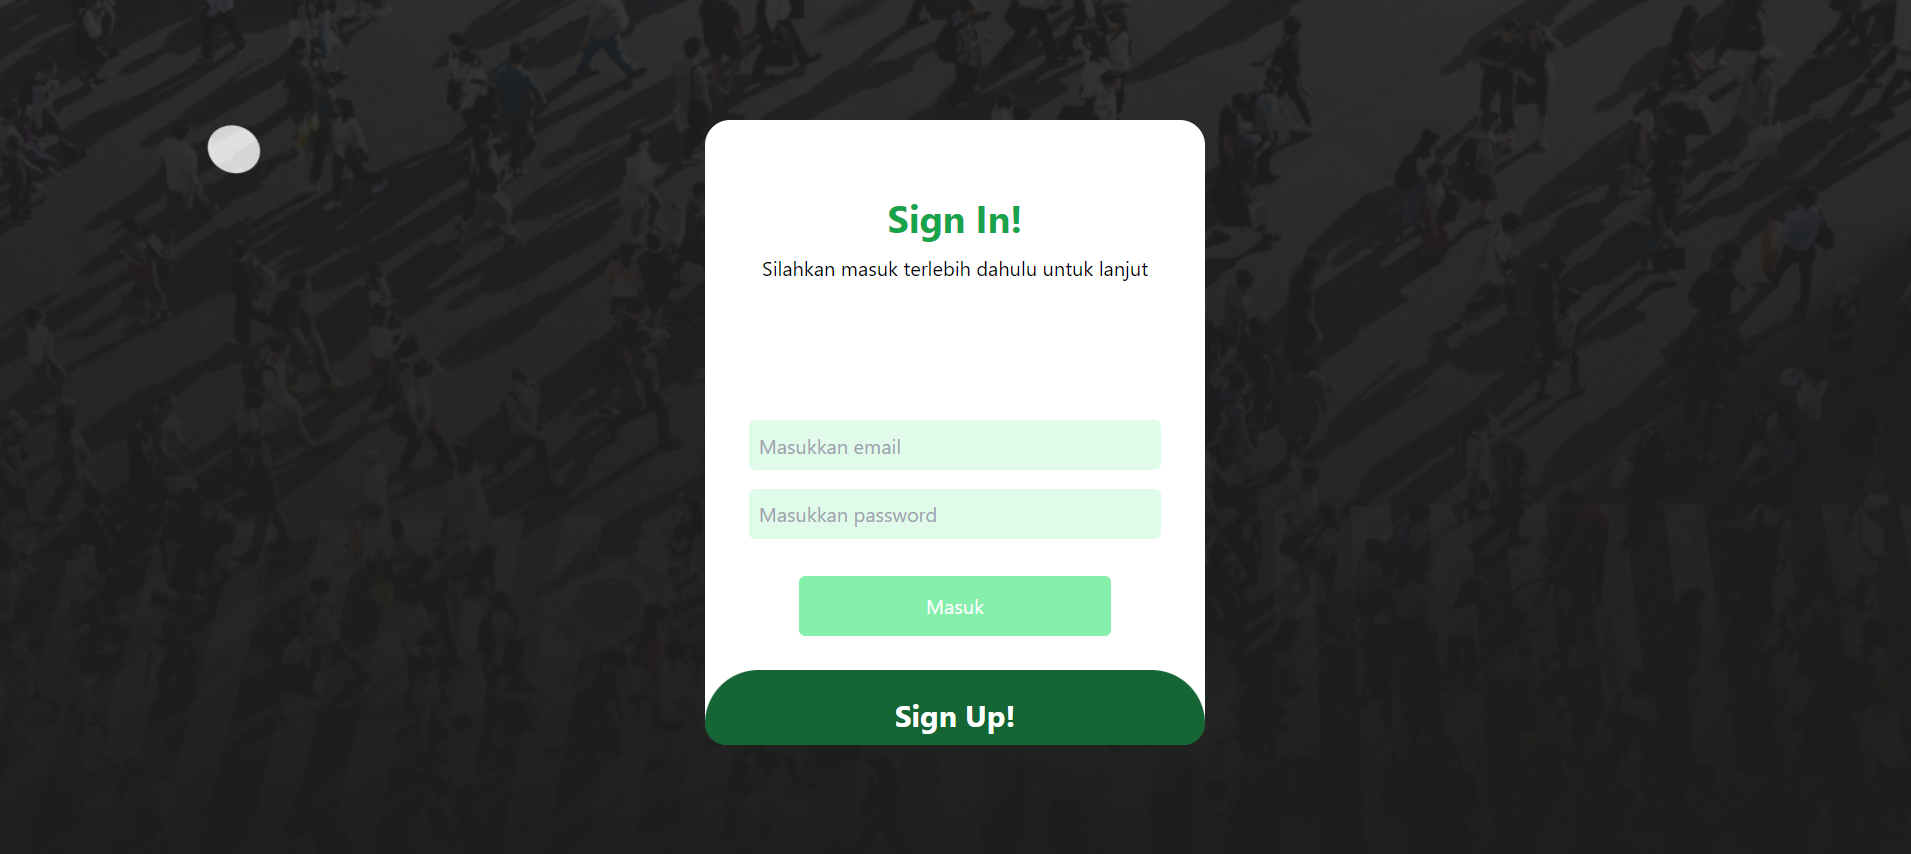 Sign In!
Silahkan masuk terlebih dahulu untuk lanjut
Masukkan email
Masukkan password
Masuk
Sign Up!